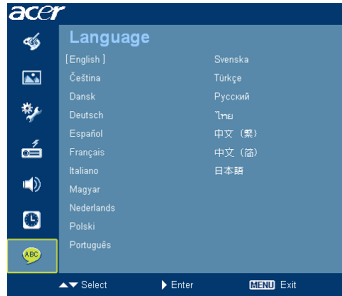 acer
Language
[ English ]
Čeština
Dansk
Deutsch
Español
Français
Italiano
Magyar
Nederlands
Polski
Português
Svenska
Türkçe
Русский
ไทย
中文 (繁)
中文 (简)
日本語
ABC
▲▼ Select ▶ Enter MENU Exit